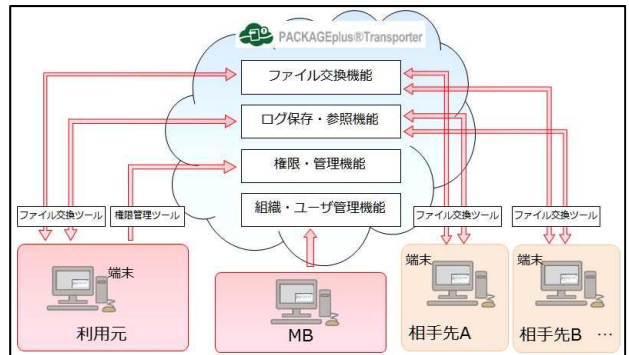 PACKAGEplus®Transporter
ファイル交換機能
ログ保存・参照機能
権限・管理機能
組織・ユーザ管理機能
ファイル交換ツール
権限管理ツール
ファイル交換ツール
ファイル交換ツール
端末
利用元
MB
端末
相手先A
端末
相手先B
…